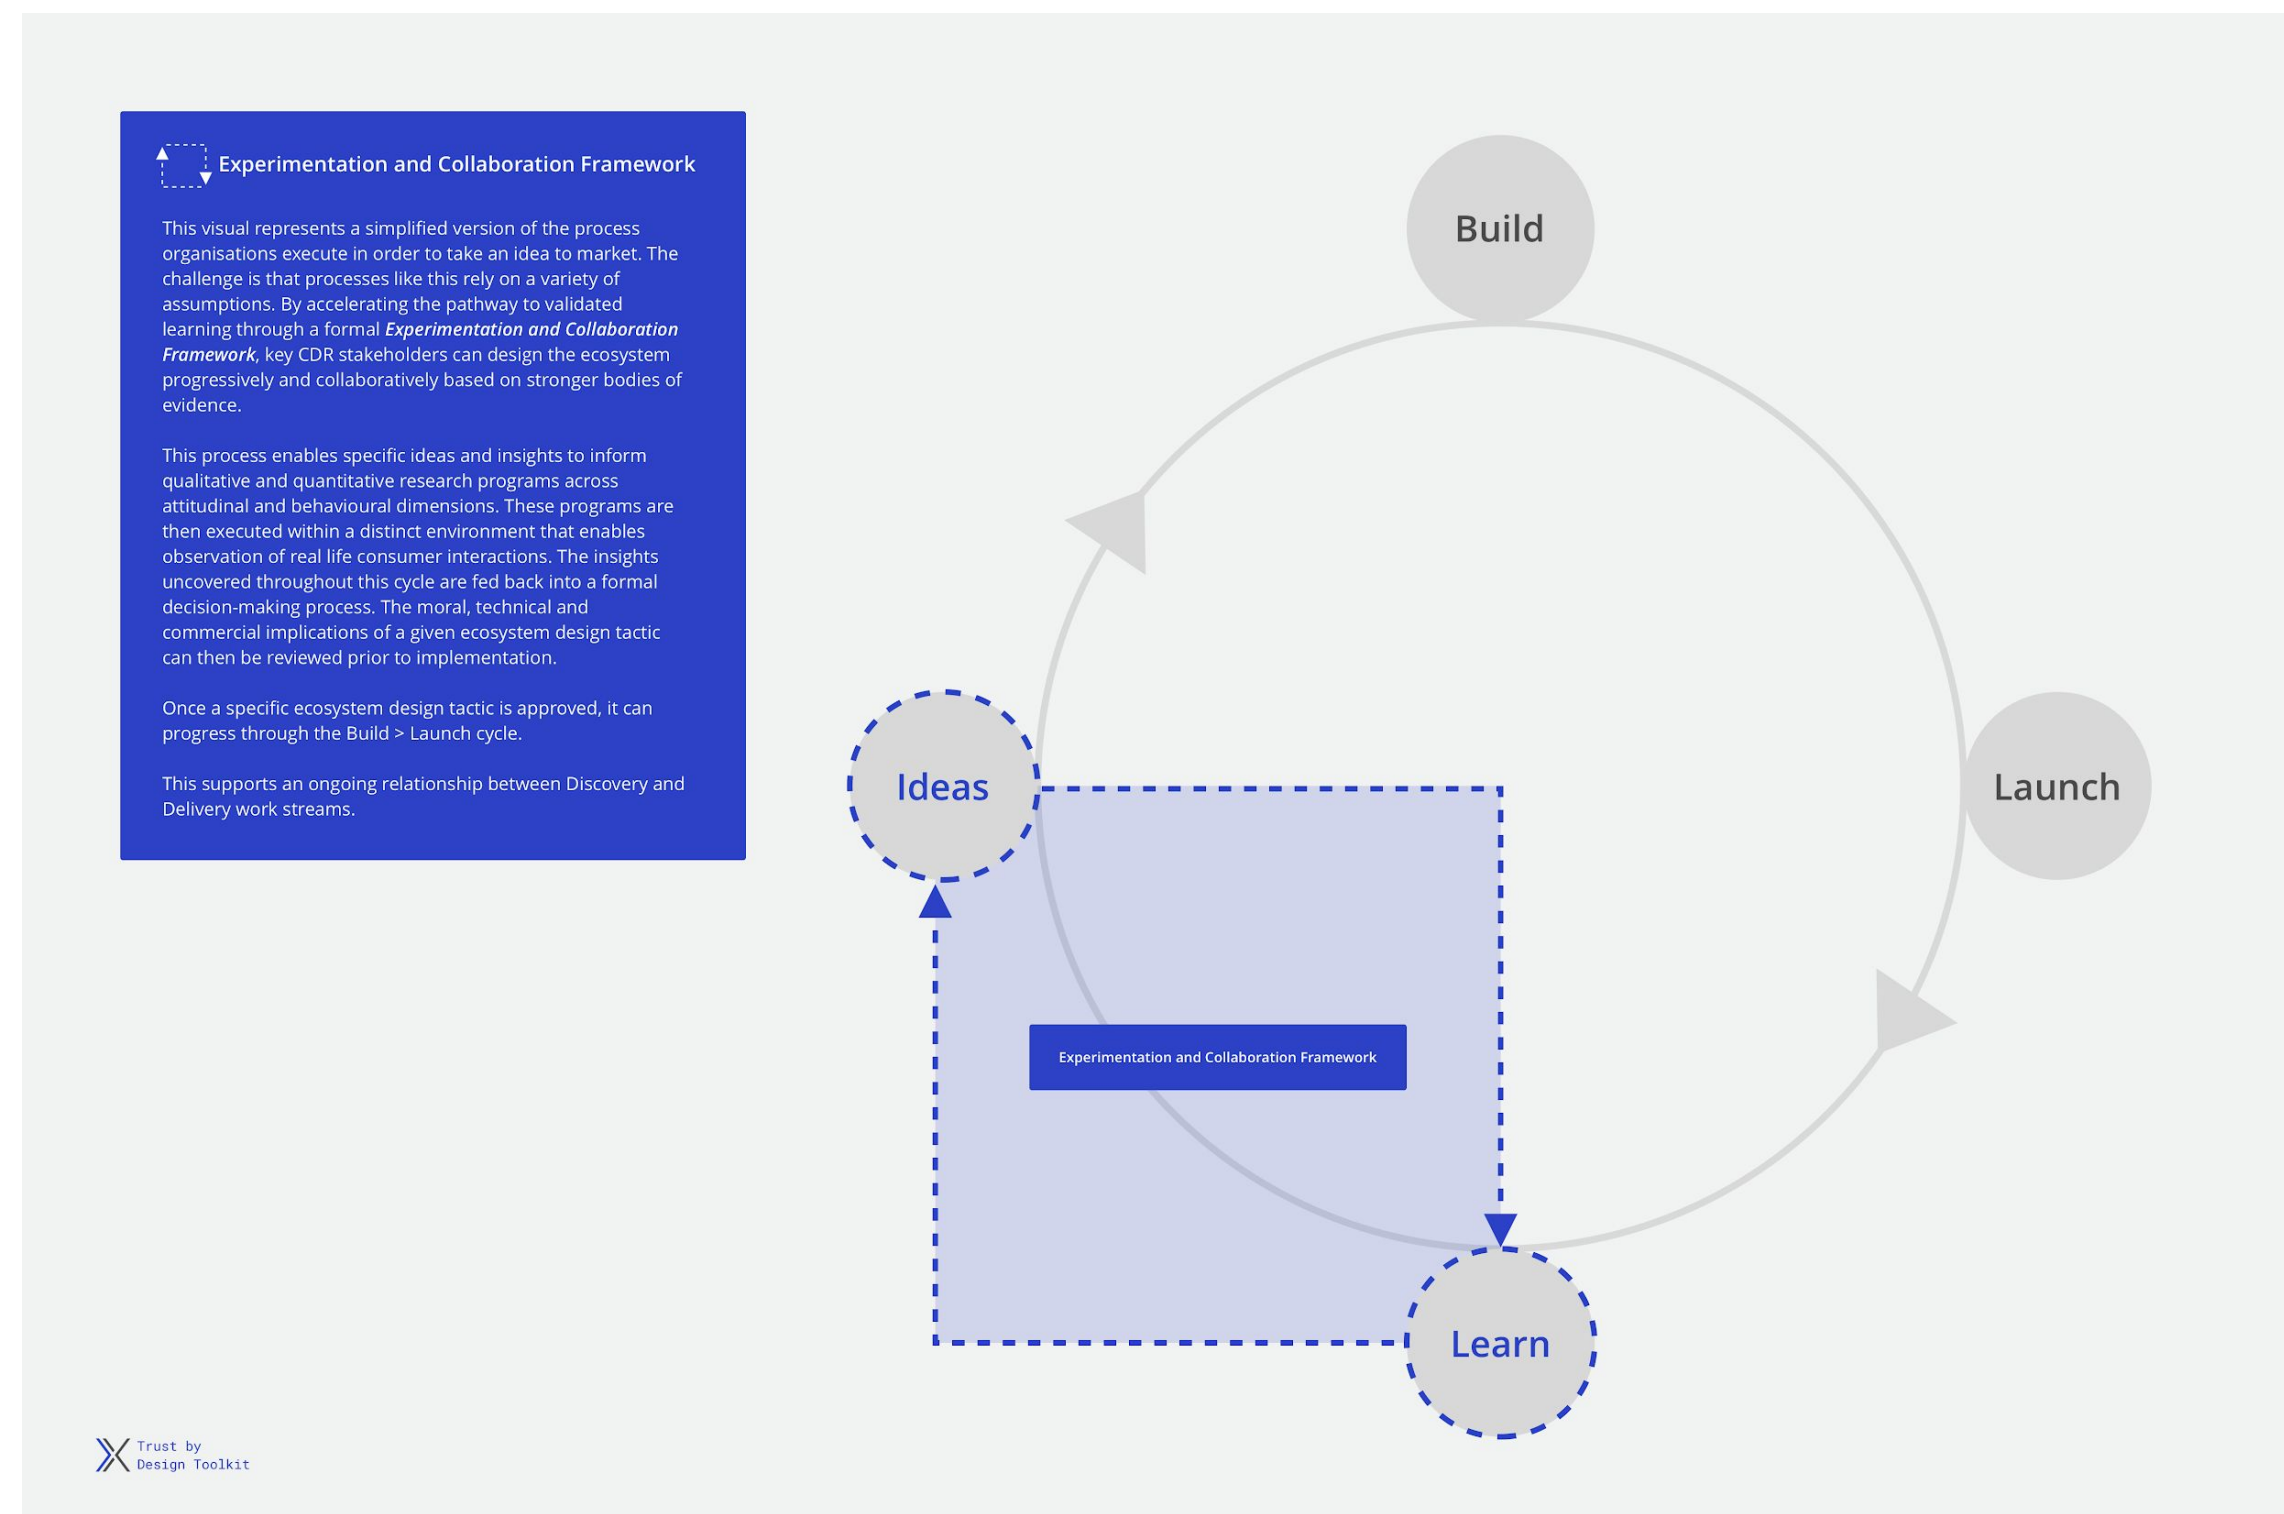 Experimentation and Collaboration Framework
This visual represents a simplified version of the process
organisations execute in order to take an idea to market. The
challenge is that processes like this rely on a variety of
assumptions. By accelerating the pathway to validated
learning through a formal Experimentation and Collaboration
Framework, key CDR stakeholders can design the ecosystem
progressively and collaboratively based on stronger bodies of
evidence.
This process enables specific ideas and insights to inform
qualitative and quantitative research programs across
attitudinal and behavioural dimensions. These programs are
then executed within a distinct environment that enables
observation of real life consumer interactions. The insights
uncovered throughout this cycle are fed back into a formal
decision-making process. The moral, technical and
commercial implications of a given ecosystem design tactic
can then be reviewed prior to implementation.
Once a specific ecosystem design tactic is approved, it can
progress through the Build > Launch cycle.
This supports an ongoing relationship between Discovery and
Delivery work streams.
Build
Ideas
Launch
Experimentation and Collaboration Framework
Learn
Trust by
Design Toolkit